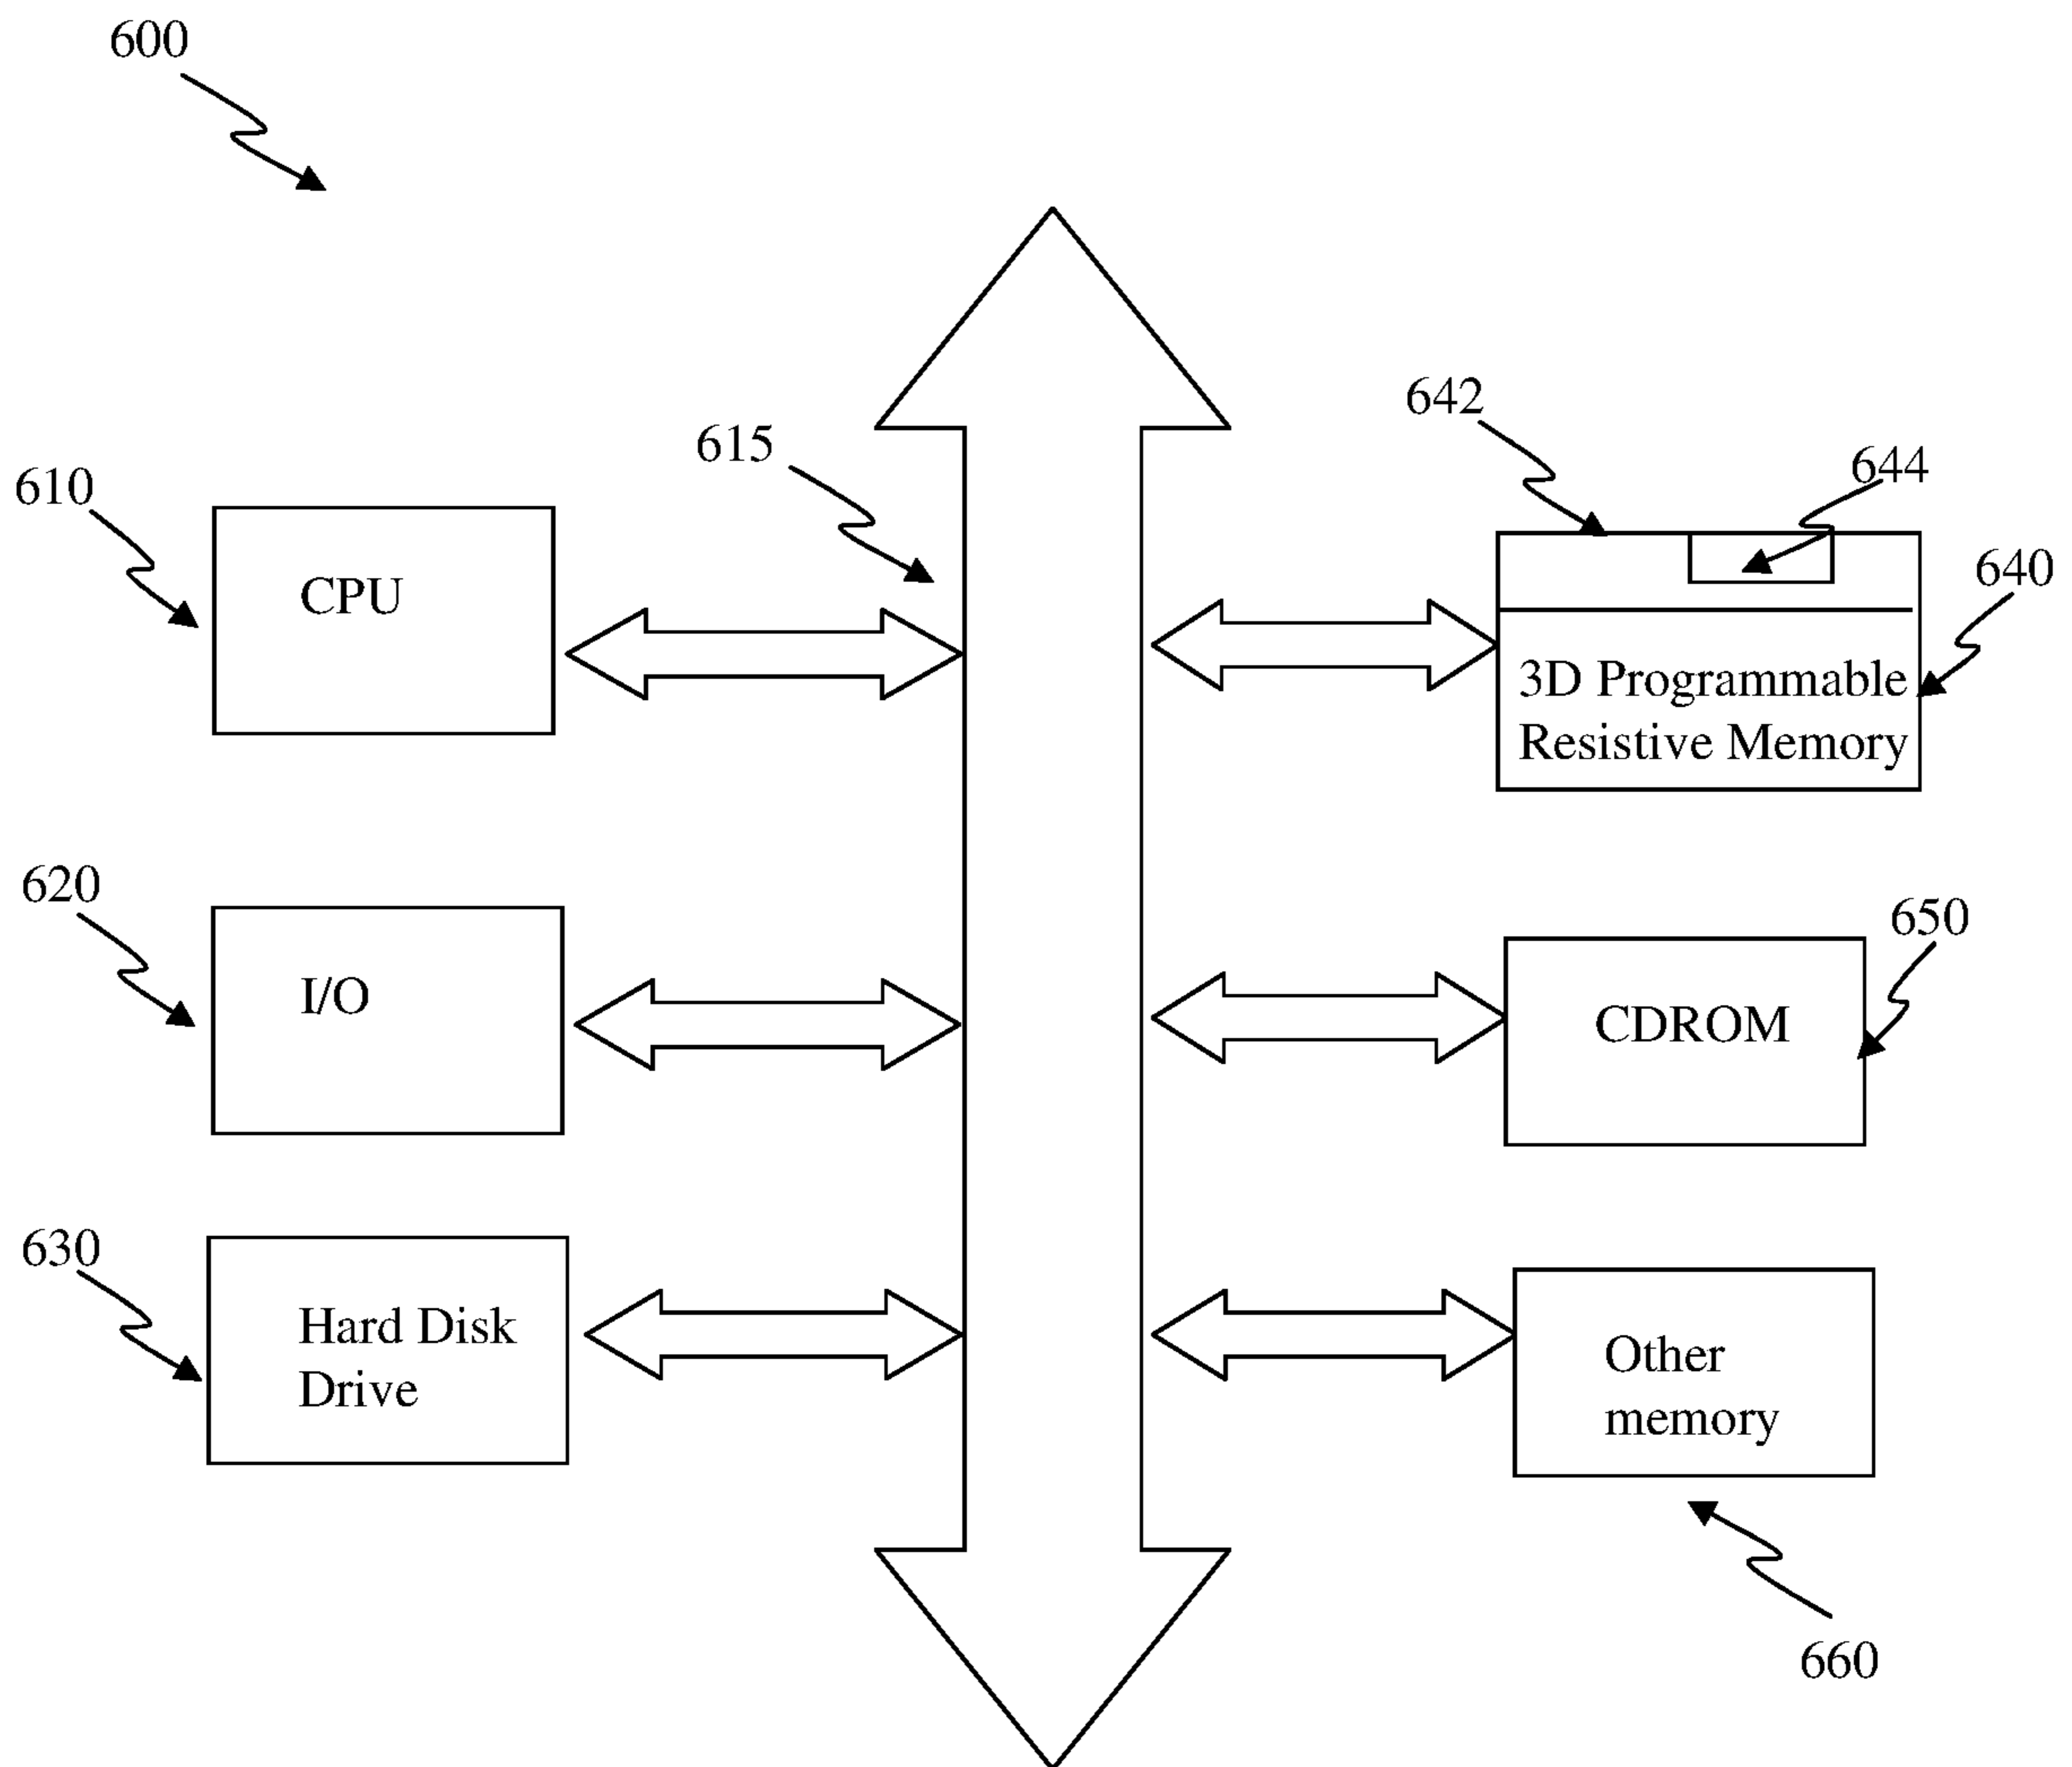 600
642
615
644
610
640
CPU
3D Programmable
Resistive Memory
620
650
I/O
CDROM
630
Hard Disk
Drive
Other
memory
660